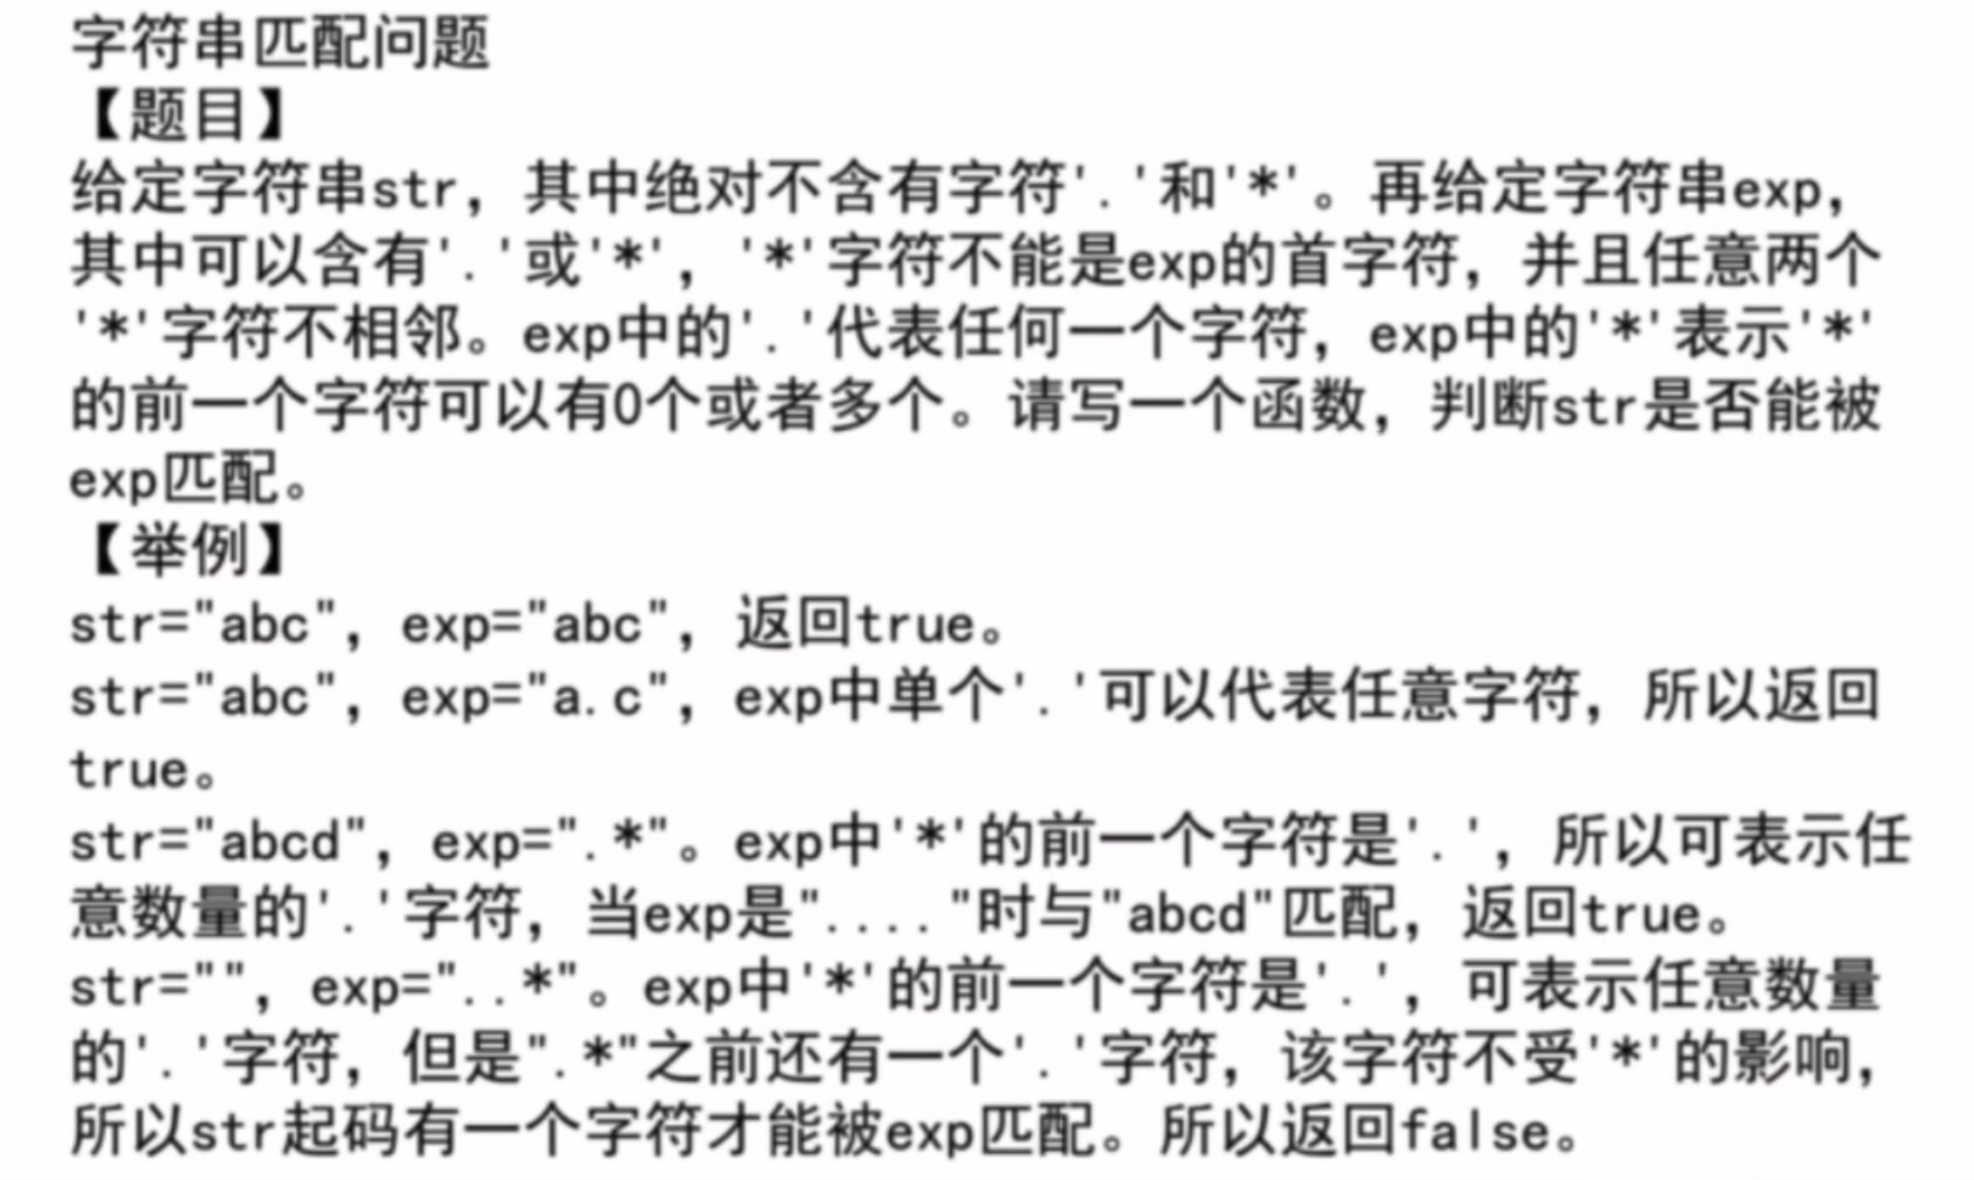 字符串匹配问题
【题目】
给定字符串str，其中绝对不含有字符'.'和'*'。再给定字符串exp，
其中可以含有'.'或'*'，'*'字符不能是exp的首字符，并且任意两个
'*'字符不相邻。exp中的'.'代表任何一个字符，exp中的'*'表示'*'
的前一个字符可以有0个或者多个。请写一个函数，判断str是否能被
exp匹配。
【举例】
str="abc"，exp="abc"，返回true。
str="abc"，exp="a.c"，exp中单个'.'可以代表任意字符，所以返回
true。
str="abcd"，exp=".*"。exp中'*'的前一个字符是'.'，所以可表示任
意数量的'.'字符，当exp是"...."时与"abcd"匹配，返回true。
str=""，exp="..*"。exp中'*'的前一个字符是'.'，可表示任意数量
的'.'字符，但是".*"之前还有一个'.'字符，该字符不受'*'的影响，
所以str起码有一个字符才能被exp匹配。所以返回false。